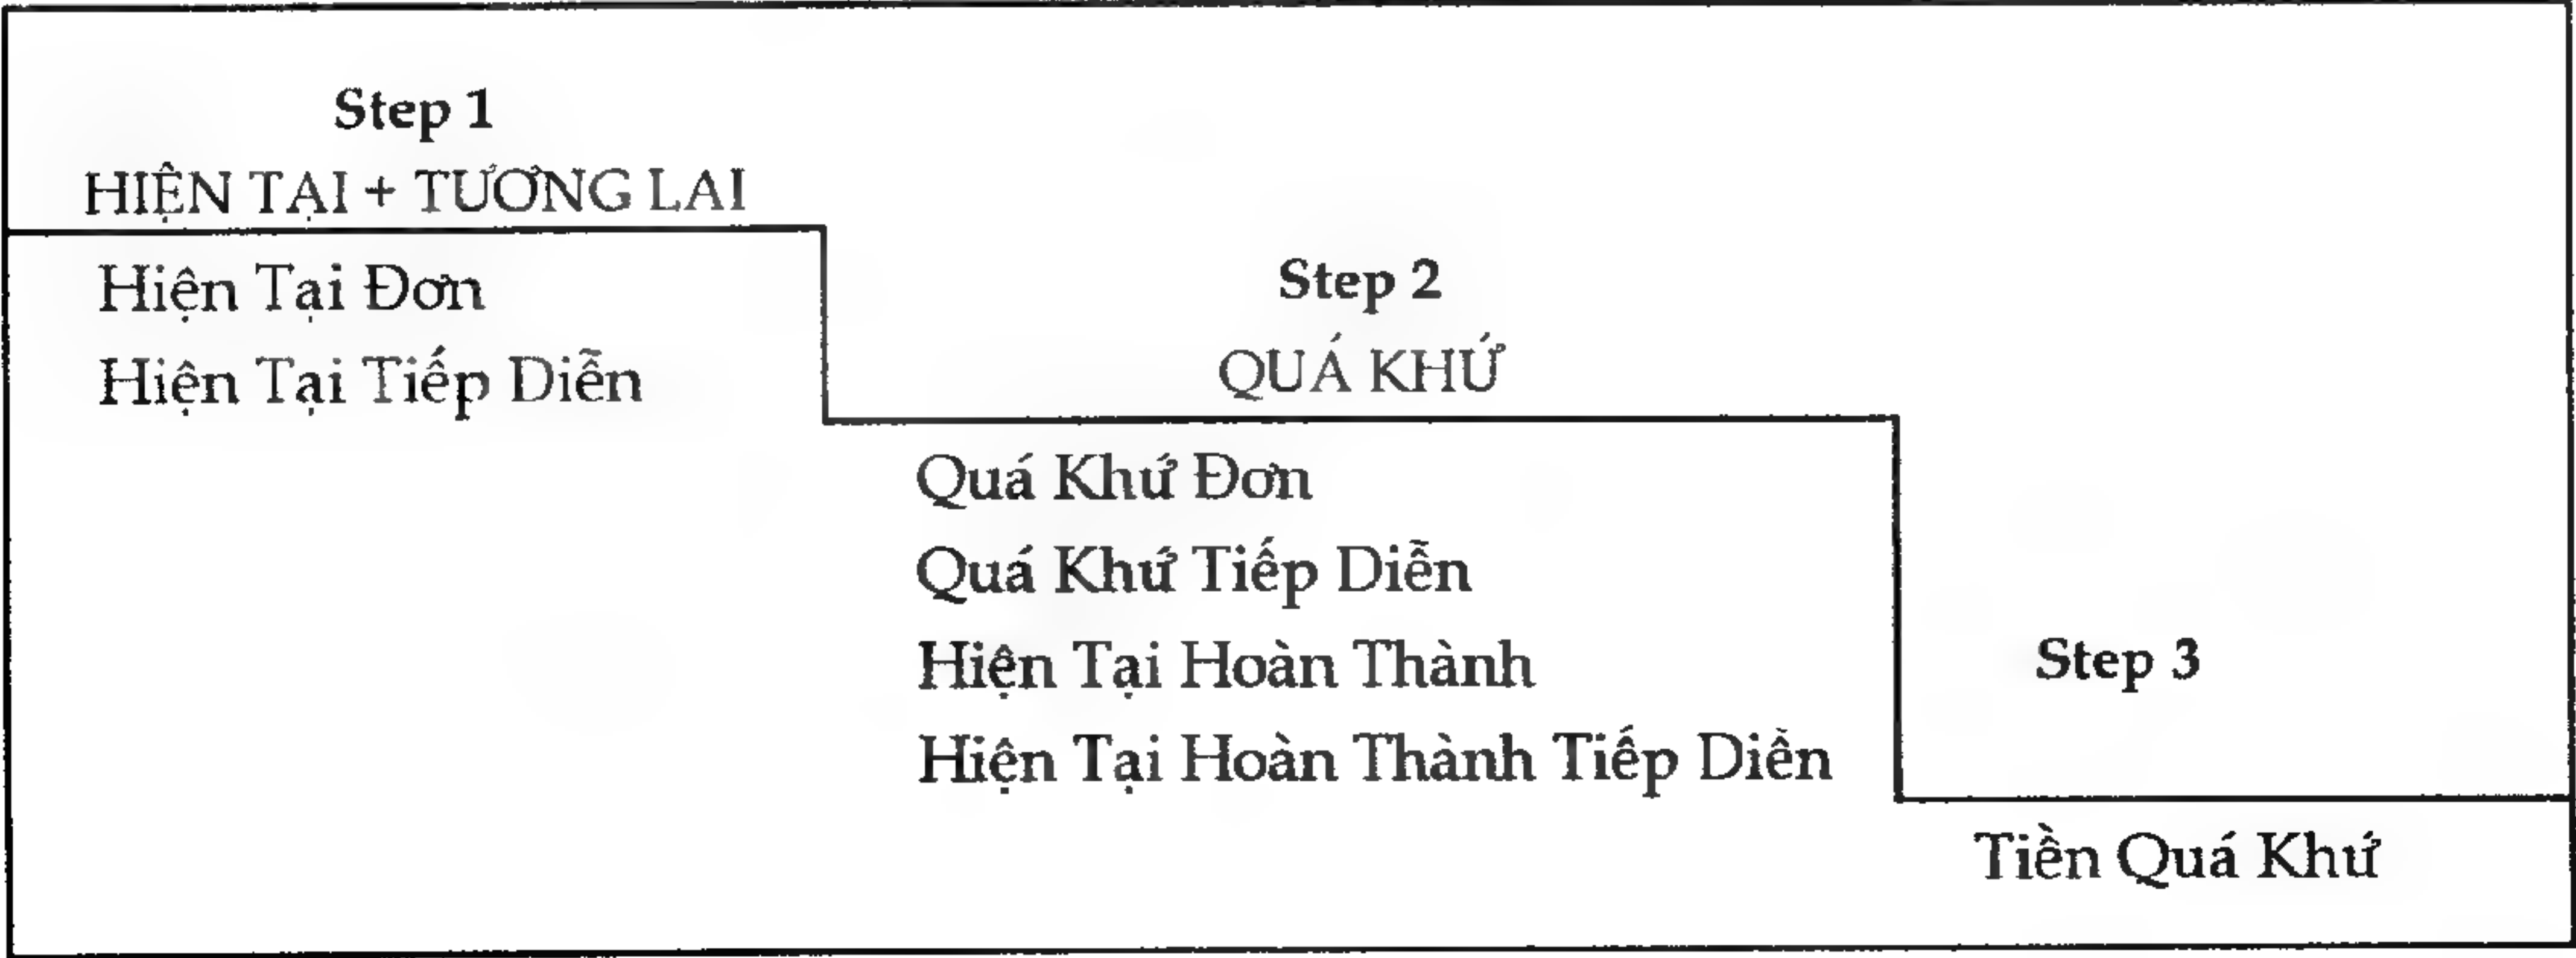 Step 1
HIỆN TẠI + TƯƠNG LAI
Hiện Tại Đơn
Hiện Tại Tiếp Diễn
Step 2
QUÁ KHỨ
Quá Khứ Đơn
Quá Khứ Tiếp Diễn
Hiện Tại Hoàn Thành
Hiện Tại Hoàn Thành Tiếp Diễn
Step 3
Tiền Quá Khứ